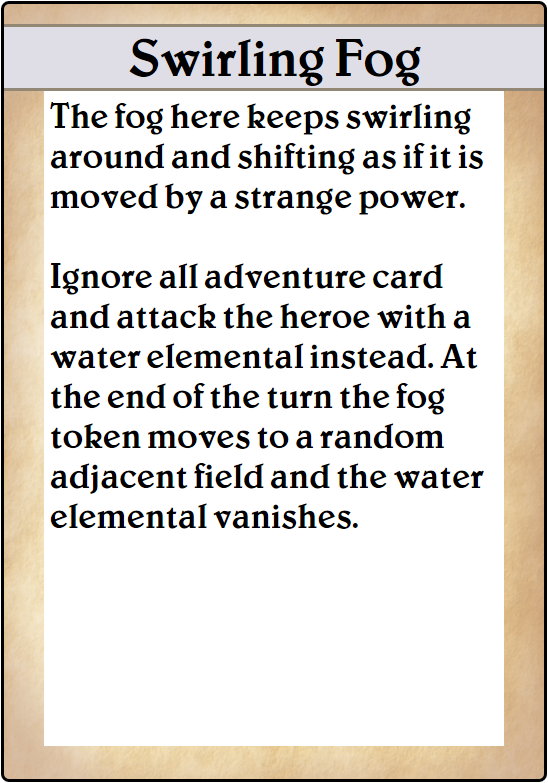 Swirling Fog
The fog here keeps swirling
around and shifting as if it is
moved by a strange power.
Ignore all adventure card
and attack the heroe with a
water elemental instead. At
the end of the turn the fog
token moves to a random
adjacent field and the water
elemental vanishes.